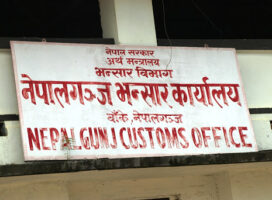 नेपाल सरकार
अर्थ मन्त्रालय
भन्सार विभाग
नेपालगञ्ज भन्सार कार्यालय
बाँके, नेपालगञ्ज
NEPALGUNJ CUSTOMS OFFICE